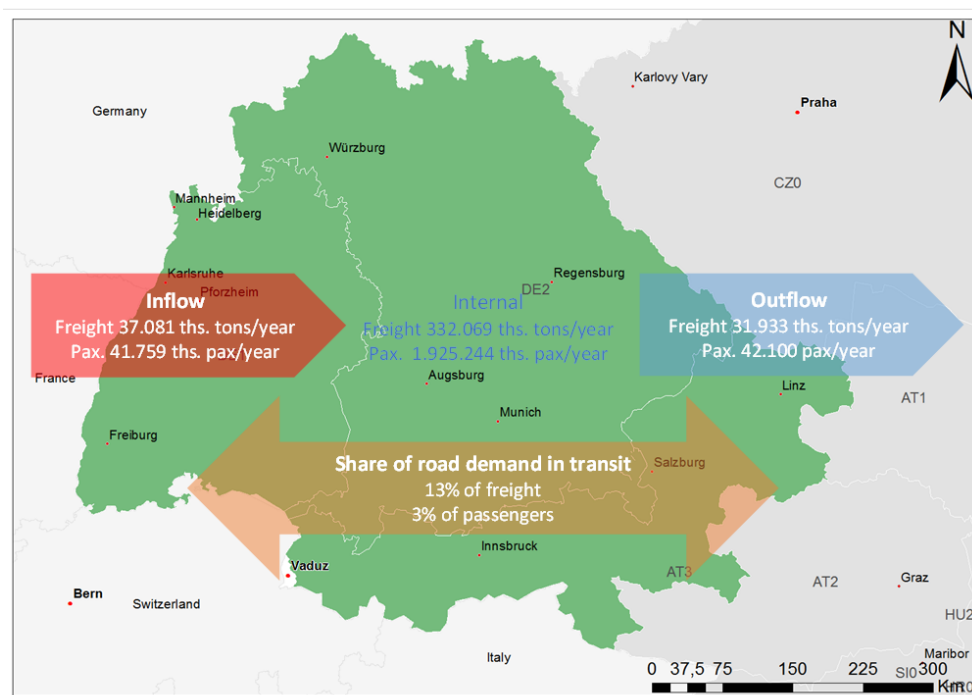 N
Karlovy Vary
Praha
Germany
Würzburg
CZ0
Mannheim
Heidelberg
Karlsruhe
Pforzheim
Regensburg
DE2
Inflow
Freight 37.081 ths. tons/year
Pax. 41.759 ths. pax/year
Internal
Freight 332.069 ths. tons/year
Pax. 1.925.244 ths. pax/year
Outflow
Freight 31.933 ths. tons/year
Pax. 42.100 pax/year
France
Augsburg
Linz
AT1
Munich
Freiburg
Share of road demand in transit
13% of freight
3% of passengers
Salzburg
Innsbruck
Vaduz
AT3
AT2
Graz
Bern
Switzerland
HU2
Italy
Maribor
0 37,5 75 150 225 300
SI0
Km